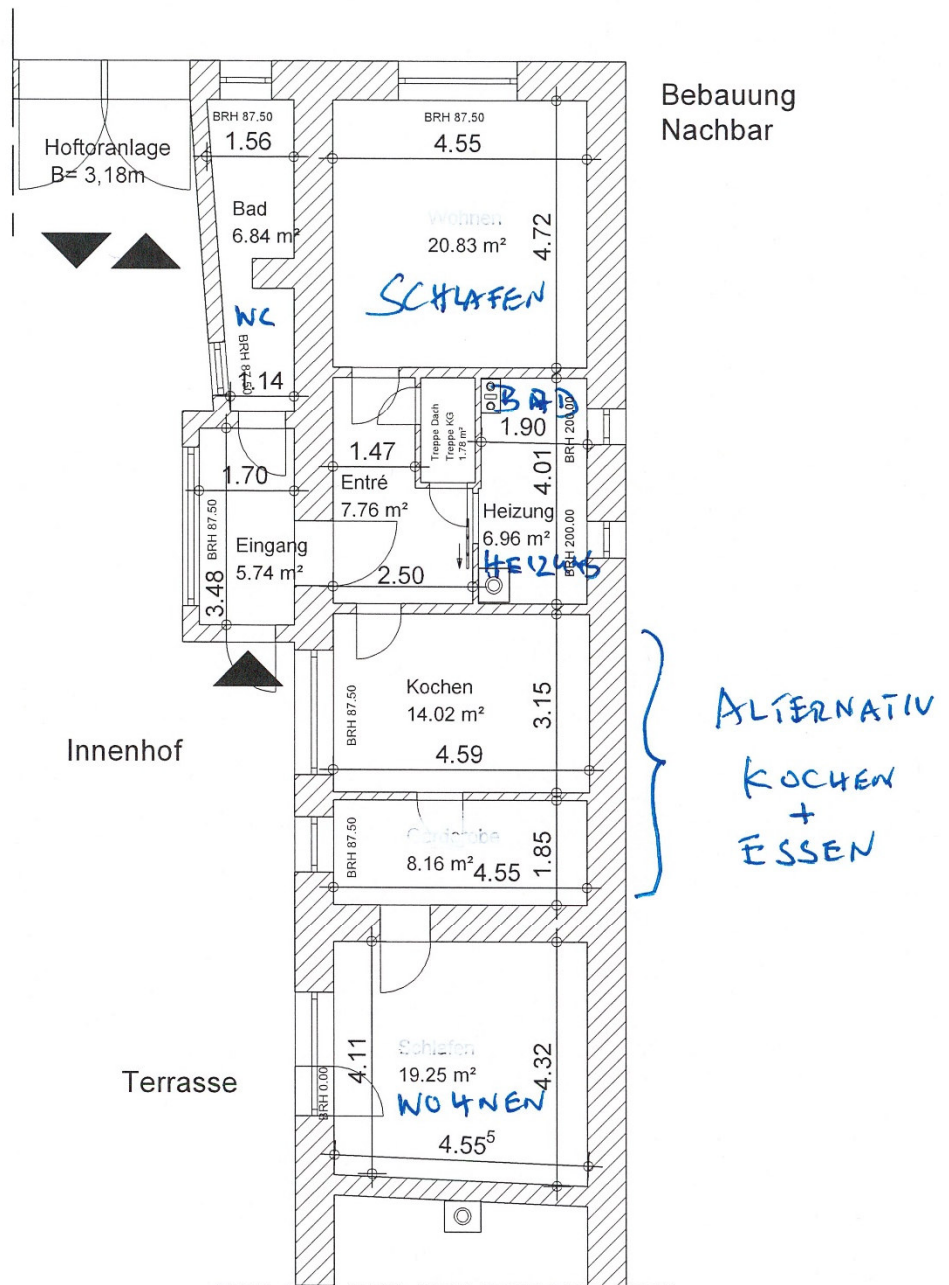 Bebauung
Nachbar
Hoftoranlage
B= 3,18m
BRH 87.50
1.56
Bad
6.84 m²
WC
BRH 87.50
1.14
BRH 87.50
4.55
Wohnen
20.83 m²
4.72
SCHLAFEN
1.47
Entré
7.76 m²
2.50
Treppe Dach
Treppe KG
1.78 m²
BAD
1.90
BRH 200.00
4.01
Heizung
6.96 m²
BRH 200.00
HEIZUNG
1.70
BRH 87.50
Eingang
5.74 m²
3.48
Kochen
14.02 m²
BRH 87.50
3.15
4.59
Innenhof
ALTERNATIV
KOCHEN
+
ESSEN
BRH 87.50
Garderobe
8.16 m²
4.55
1.85
Terrasse
Schlafen
19.25 m²
4.11
4.32
BRH 0.00
WOHNEN
4.55⁵